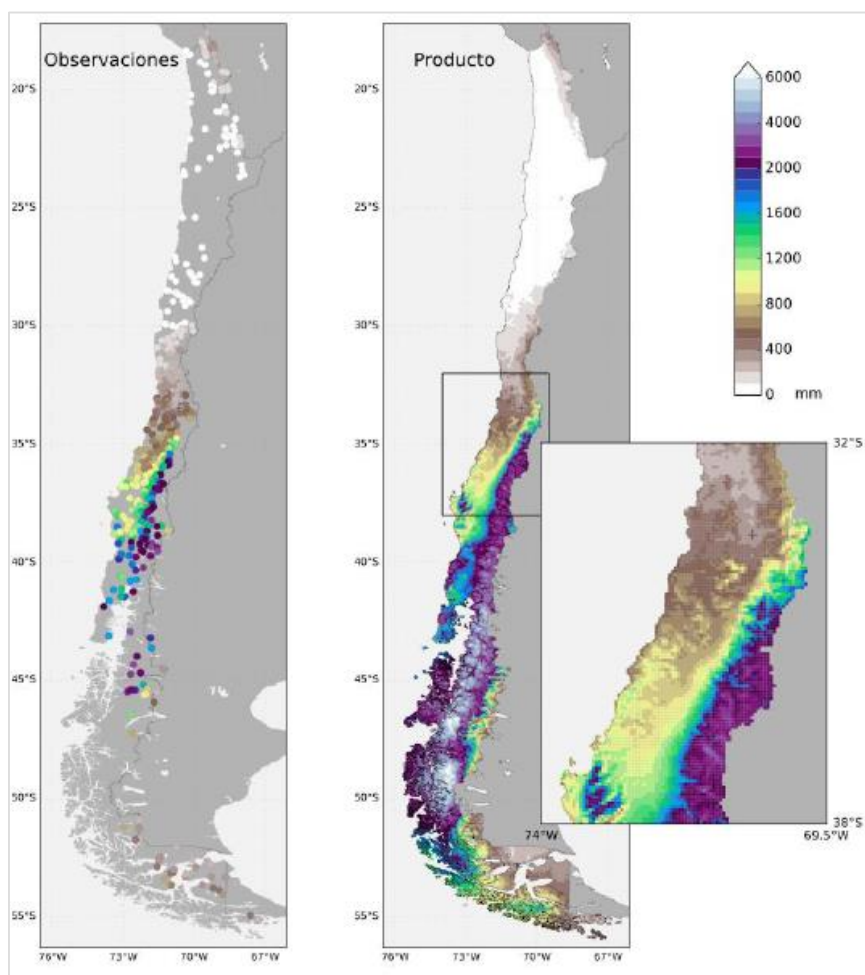 Observaciones
20°S
25°S
30°S
35°S
40°S
45°S
50°S
55°S
76°W 73°W 70°W 67°W
Producto
20°S
25°S
30°S
35°S
40°S
45°S
50°S
55°S
76°W 73°W 70°W 67°W
6000
4000
2000
1600
1200
800
400
0 mm
32°S
38°S
74°W 69.5°W